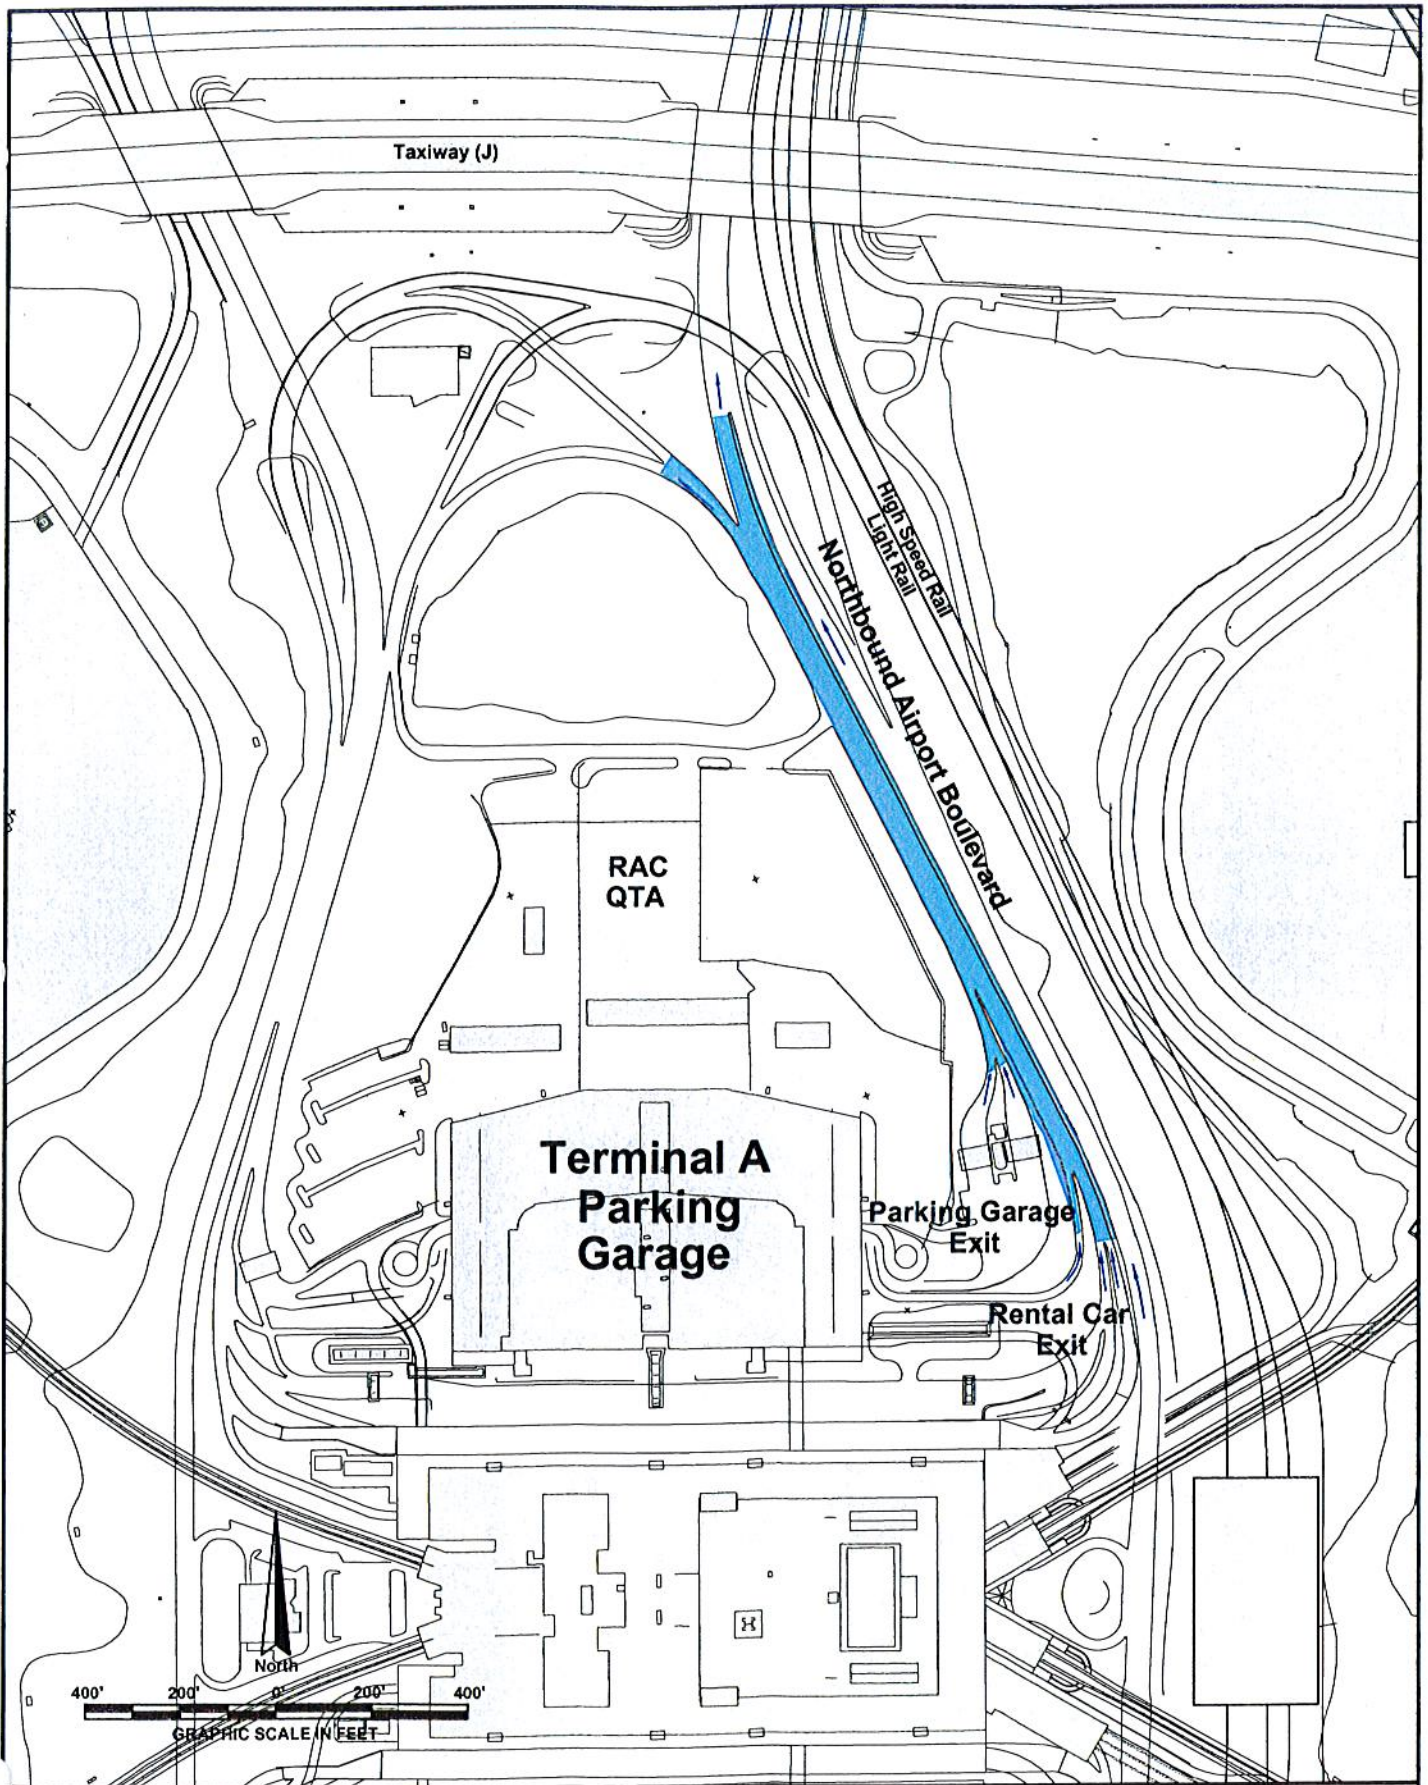 Taxiway (J)
High Speed Rail
Light Rail
Northbound Airport Boulevard
RAC
QTA
Terminal A
Parking
Garage
Parking Garage
Exit
Rental Car
Exit
North
400' 200' 0' 200' 400'
GRAPHIC SCALE IN FEET